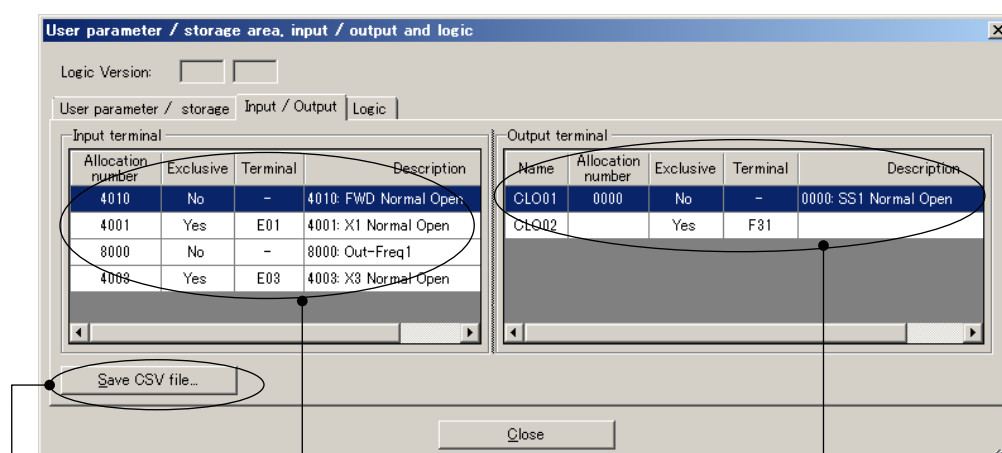 User parameter / storage area, input / output and logic
Logic Version:
User parameter / storage Input / Output Logic
Input terminal
Allocation number Exclusive Terminal Description
4010 No - 4010: FWD Normal Open
4001 Yes E01 4001: X1 Normal Open
8000 No - 8000: Out-Freq1
4003 Yes E03 4003: X3 Normal Open
Output terminal
Name Allocation number Exclusive Terminal Description
CLO01 0000 No - 0000: SS1 Normal Open
CLO02 Yes F31
Save CSV file...
Close